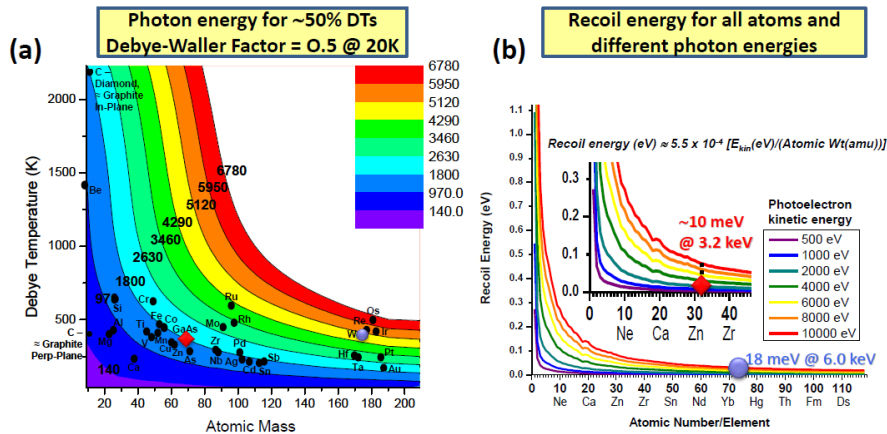 Photon energy for ~50% DTs
Debye-Waller Factor = O.5 @ 20K
Recoil energy for all atoms and
different photon energies
(a)
(b)
Debye Temperature (K)
2000
1500
1000
500
Atomic Mass
20 40 60 80 100 120 140 160 180 200
C –
Diamond,
≈ Graphite
In-Plane
Be
C –
≈ Graphite
Perp-Plane
6780
5950
5120
4290
3460
2630
1800
970
140
Si
Al
Mg
Cr
Ti
V
Fe
Co
Mn
Cu
Zn
GaAs
As
Ca
Ru
Rh
Mo
Zr
Nb
Pd
Ag
Cd
Sn
Sb
Os
Re
W
Ir
Hf
Ta
Pt
Au
6780
5950
5120
4290
3460
2630
1800
970.0
140.0
Recoil Energy (eV)
1.1
1.0
0.9
0.8
0.7
0.6
0.5
0.4
0.3
0.2
0.1
0.0
Recoil energy (eV) ≈ 5.5 x 10⁻⁴ [E_kin(eV)/(Atomic Wt(amu))]
0.3
0.2
0.1
0.0
10 20 30 40
Ne Ca Zn Zr
~10 meV
@ 3.2 keV
Photoelectron
kinetic energy
500 eV
1000 eV
2000 eV
4000 eV
6000 eV
8000 eV
10000 eV
18 meV @ 6.0 keV
0 10 20 30 40 50 60 70 80 90 100 110
Ne Ca Zn Zr Sn Nd Yb Hg Th Fm Ds
Atomic Number/Element